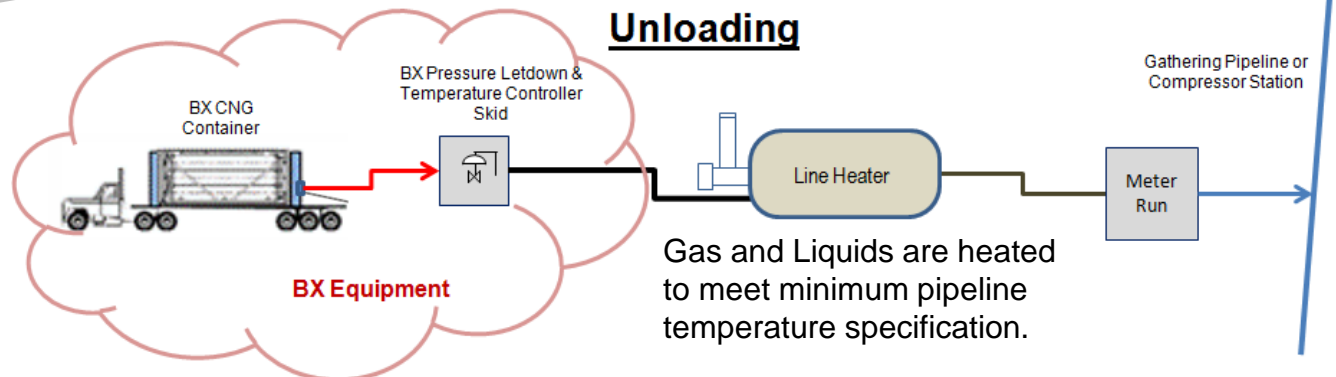 Unloading
BX CNG
Container
BX Pressure Letdown &
Temperature Controller
Skid
BX Equipment
Line Heater
Gas and Liquids are heated
to meet minimum pipeline
temperature specification.
Meter
Run
Gathering Pipeline or
Compressor Station